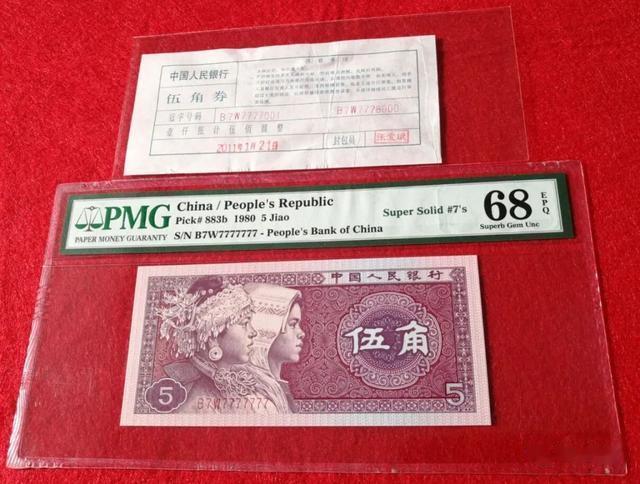 中国人民银行
伍角券
冠字号码 B7W7777001 B7W7778000
壹仟张计伍佰圆整
2011年1月21日 封包员 张爱斌
PMG
PAPER MONEY GUARANTY
China / People's Republic
Pick# 883b 1980 5 Jiao
S/N B7W7777777 - People's Bank of China
Super Solid #7's
68 EPQ
Superb Gem Unc
中国人民银行
伍角
5 5
B7W7777777